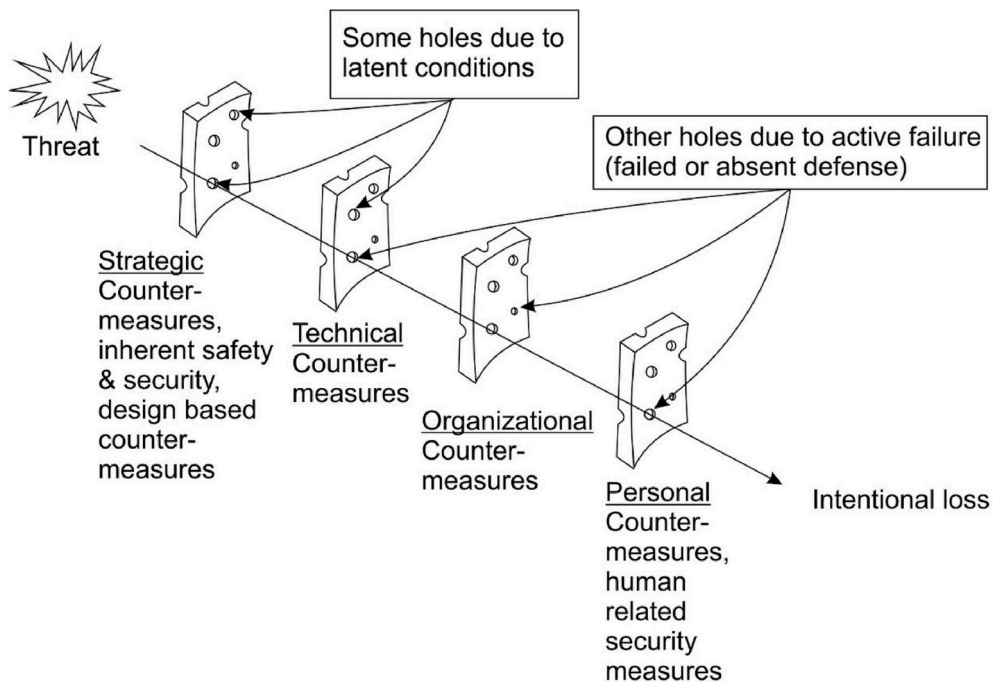 Some holes due to
latent conditions
Threat
Other holes due to active failure
(failed or absent defense)
Strategic
Counter-
measures,
inherent safety
& security,
design based
counter-
measures
Technical
Counter-
measures
Organizational
Counter-
measures
Personal
Counter-
measures,
human
related
security
measures
Intentional loss